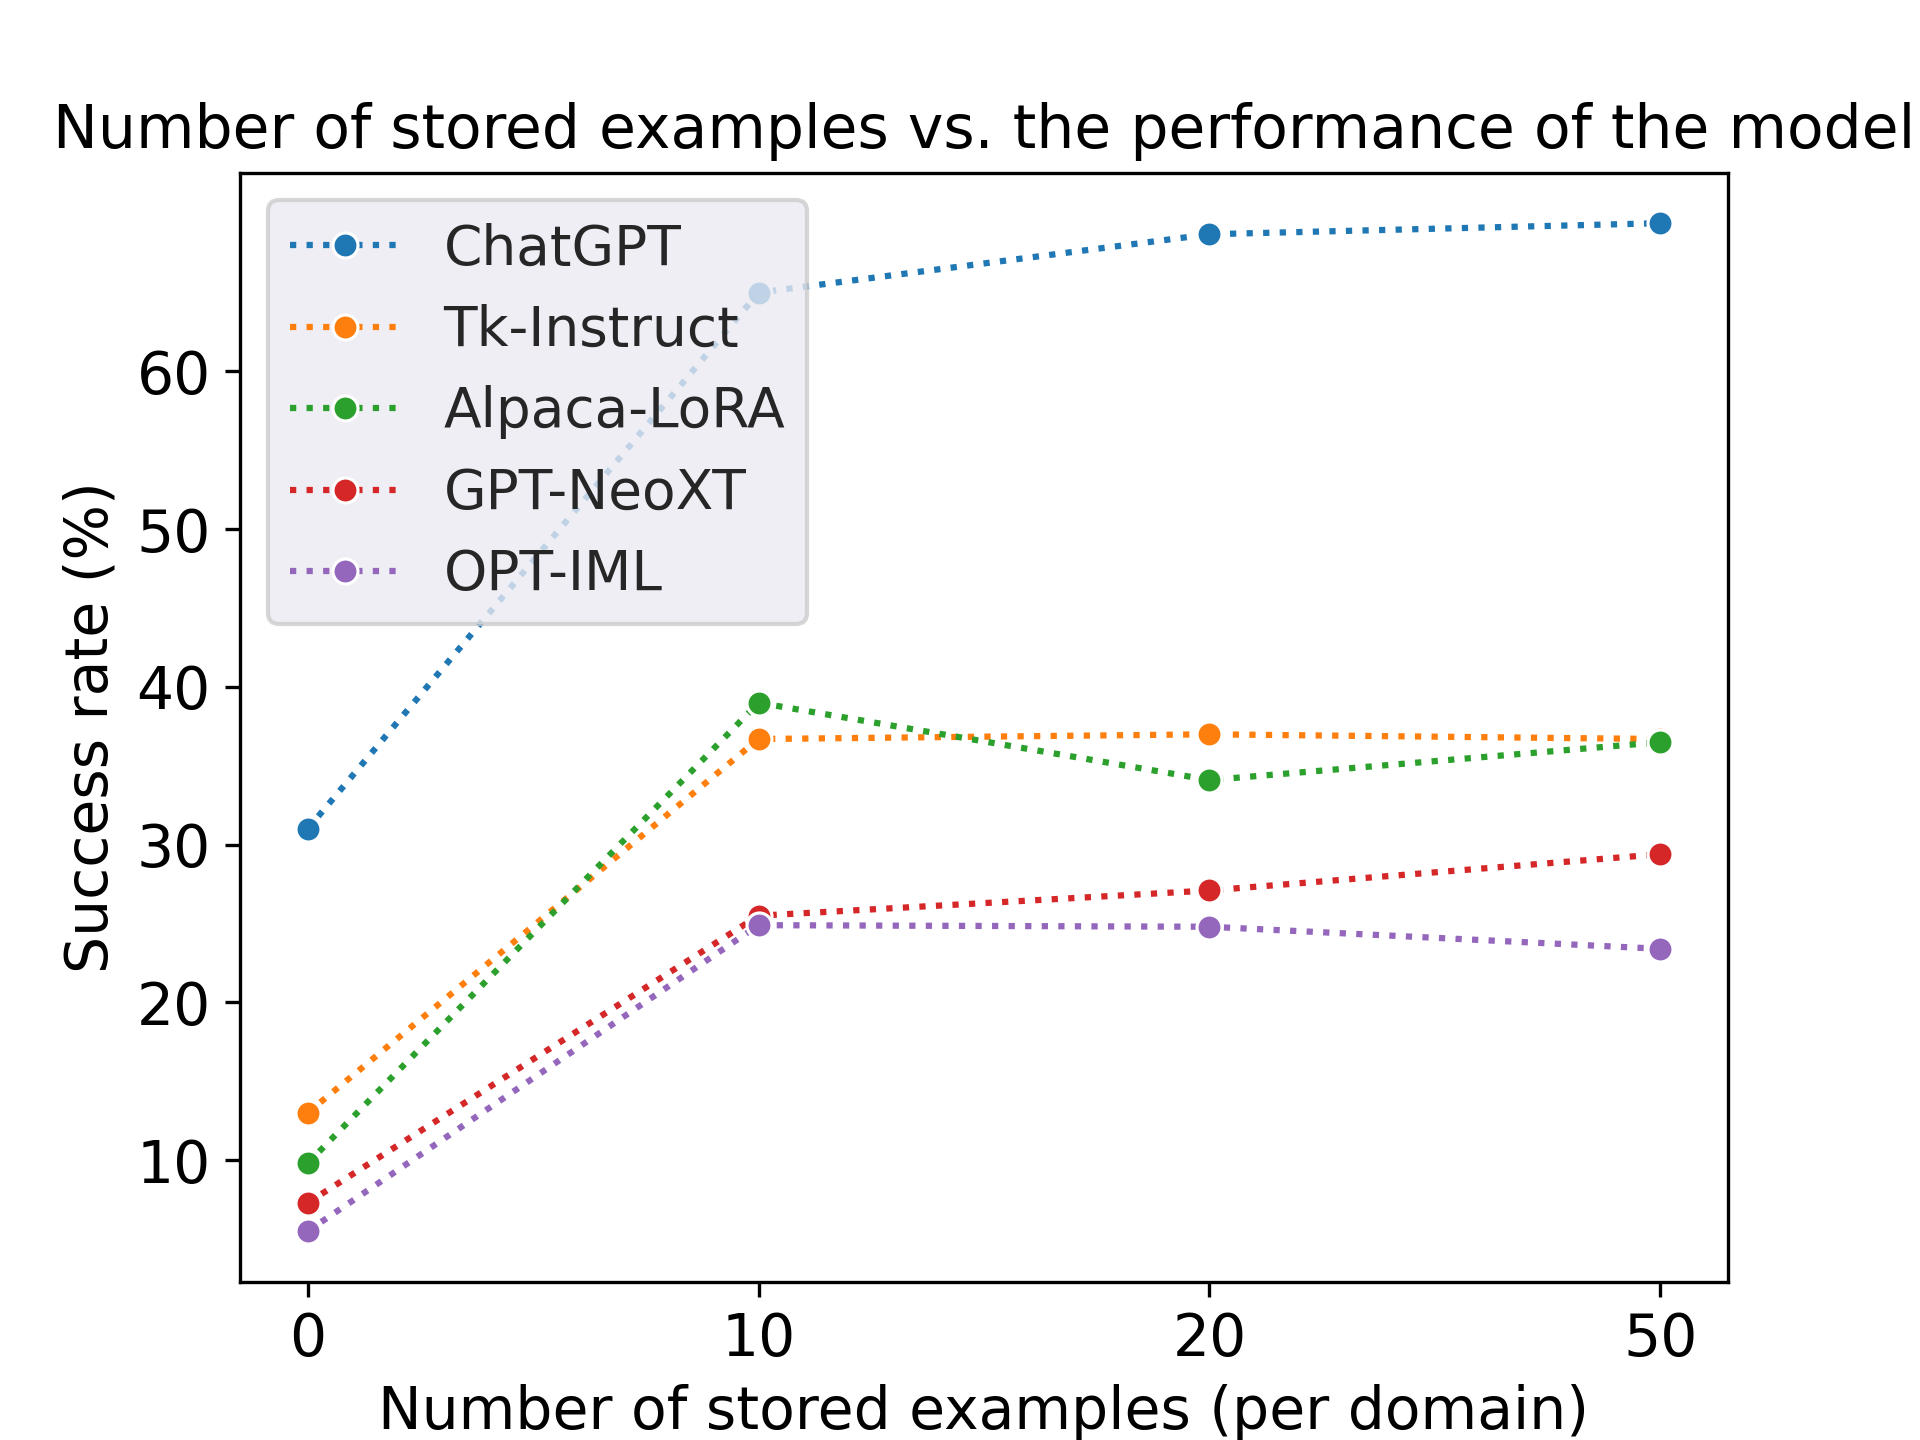 Number of stored examples vs. the performance of the model
ChatGPT
Tk-Instruct
Alpaca-LoRA
GPT-NeoXT
OPT-IML
Success rate (%)
60
50
40
30
20
10
0 10 20 50
Number of stored examples (per domain)